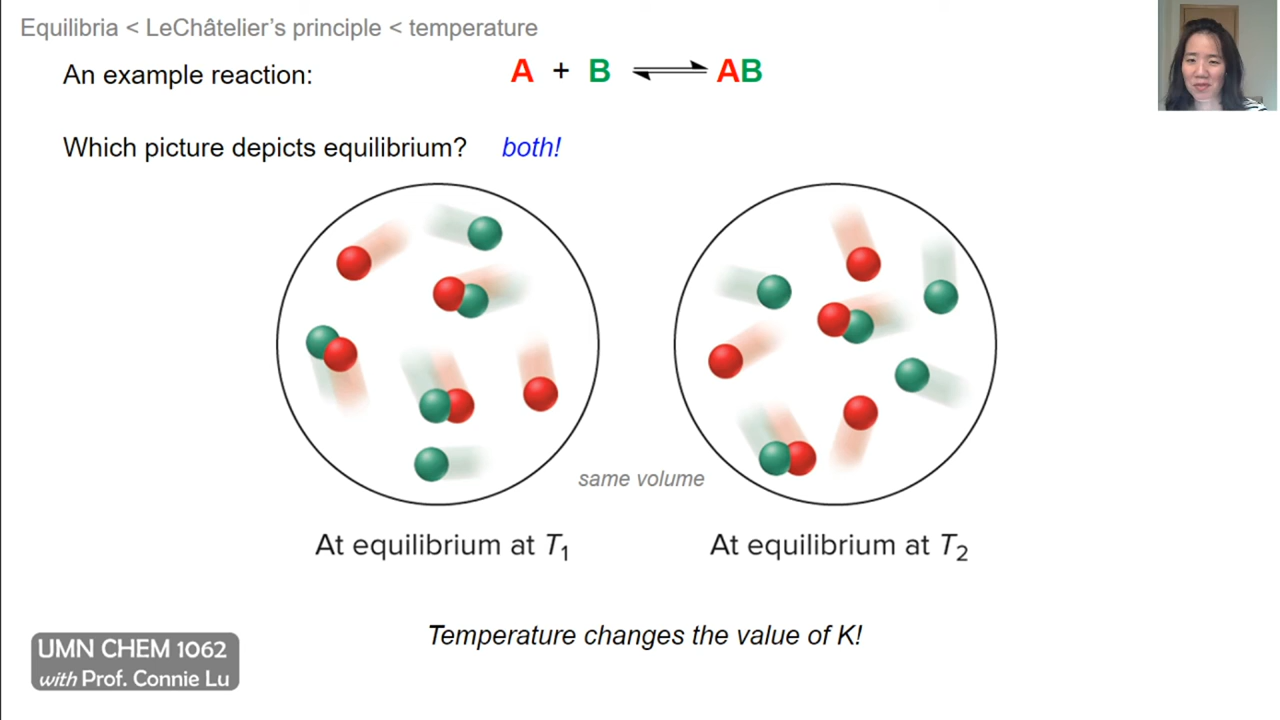 Equilibria < LeChâtelier’s principle < temperature
An example reaction: A + B ⇌ AB
Which picture depicts equilibrium? both!
same volume
At equilibrium at T₁ At equilibrium at T₂
Temperature changes the value of K!
UMN CHEM 1062
with Prof. Connie Lu